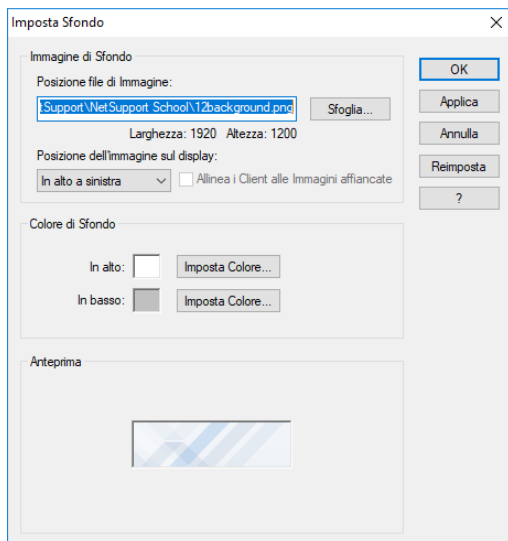 Imposta Sfondo
Immagine di Sfondo
Posizione file di Immagine:
:Support\NetSupport School\12background.png
Sfoglia...
Larghezza: 1920 Altezza: 1200
Posizione dell'immagine sul display:
In alto a sinistra
Allinea i Client alle Immagini affiancate
OK
Applica
Annulla
Reimposta
?
Colore di Sfondo
In alto:
Imposta Colore...
In basso:
Imposta Colore...
Anteprima